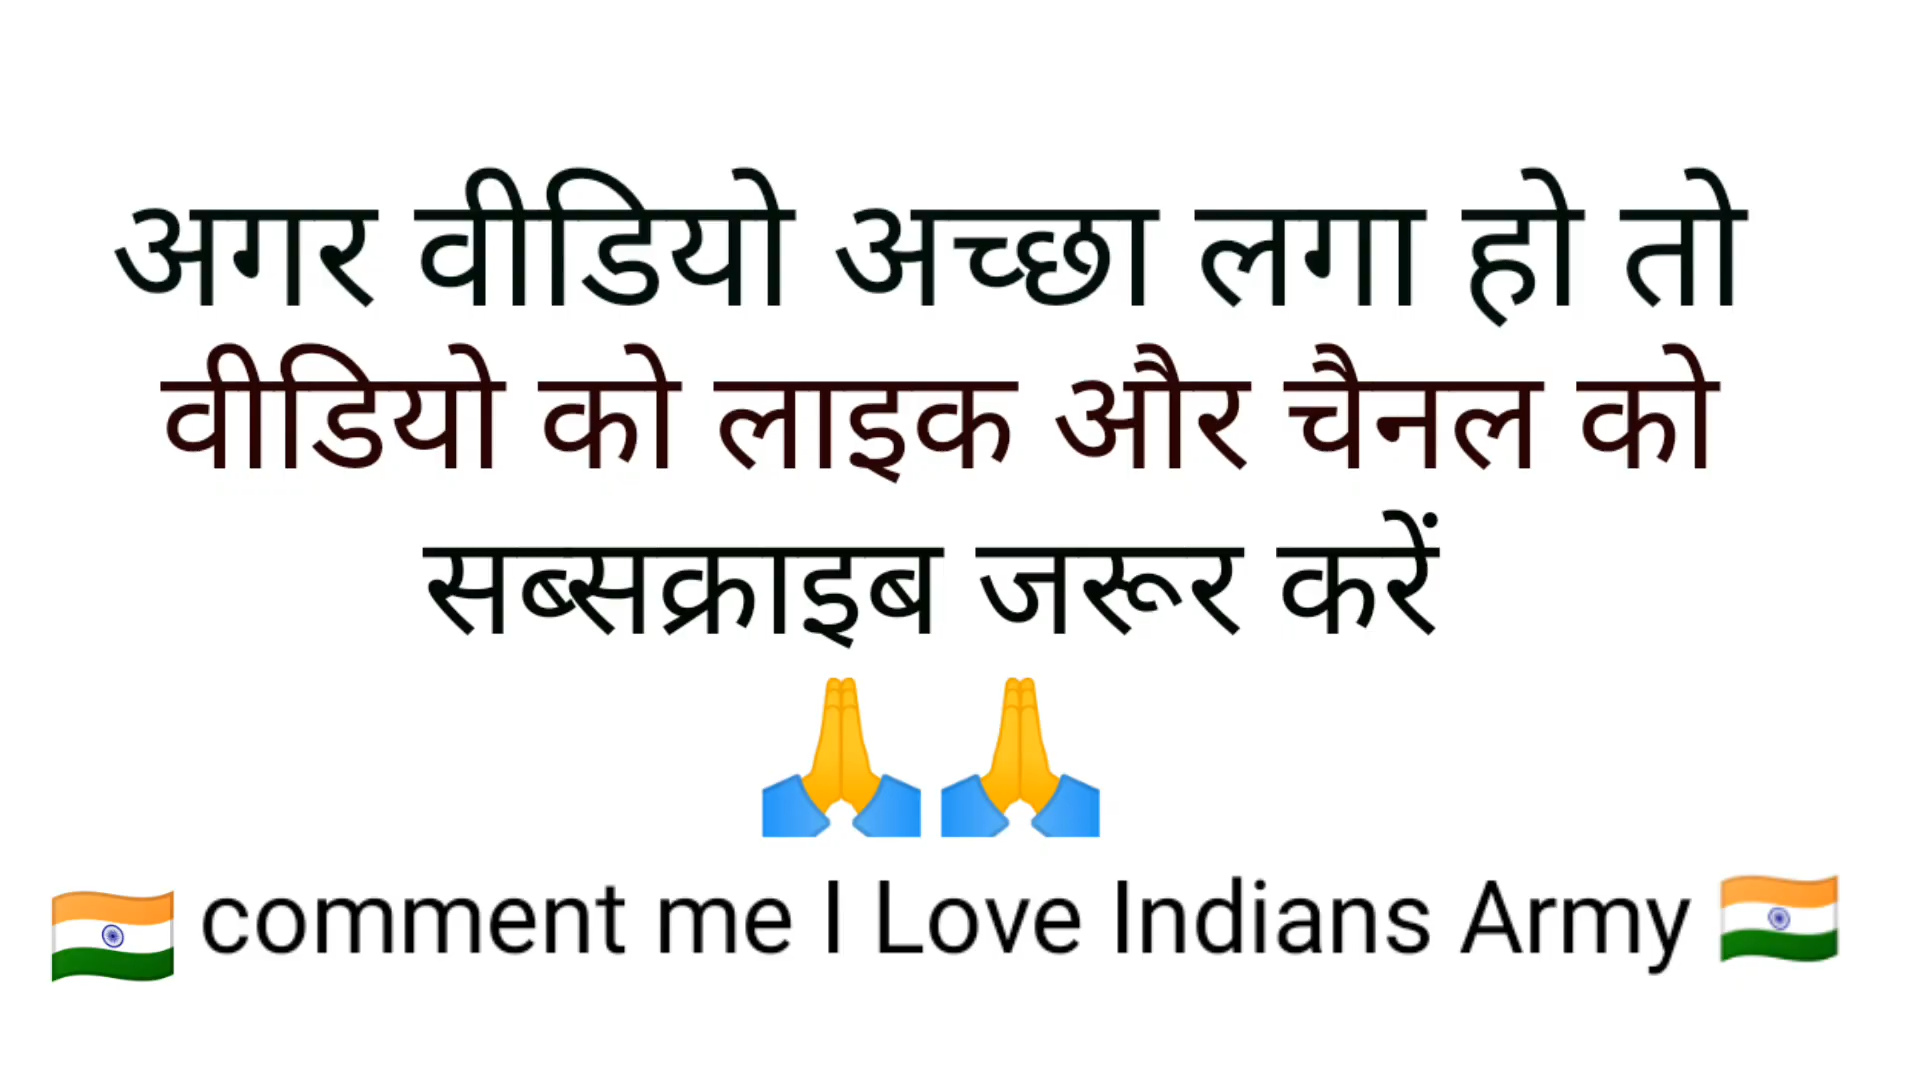 अगर वीडियो अच्छा लगा हो तो
वीडियो को लाइक और चैनल को
सब्सक्राइब जरूर करें
🙏🙏
🇮🇳 comment me I Love Indians Army 🇮🇳